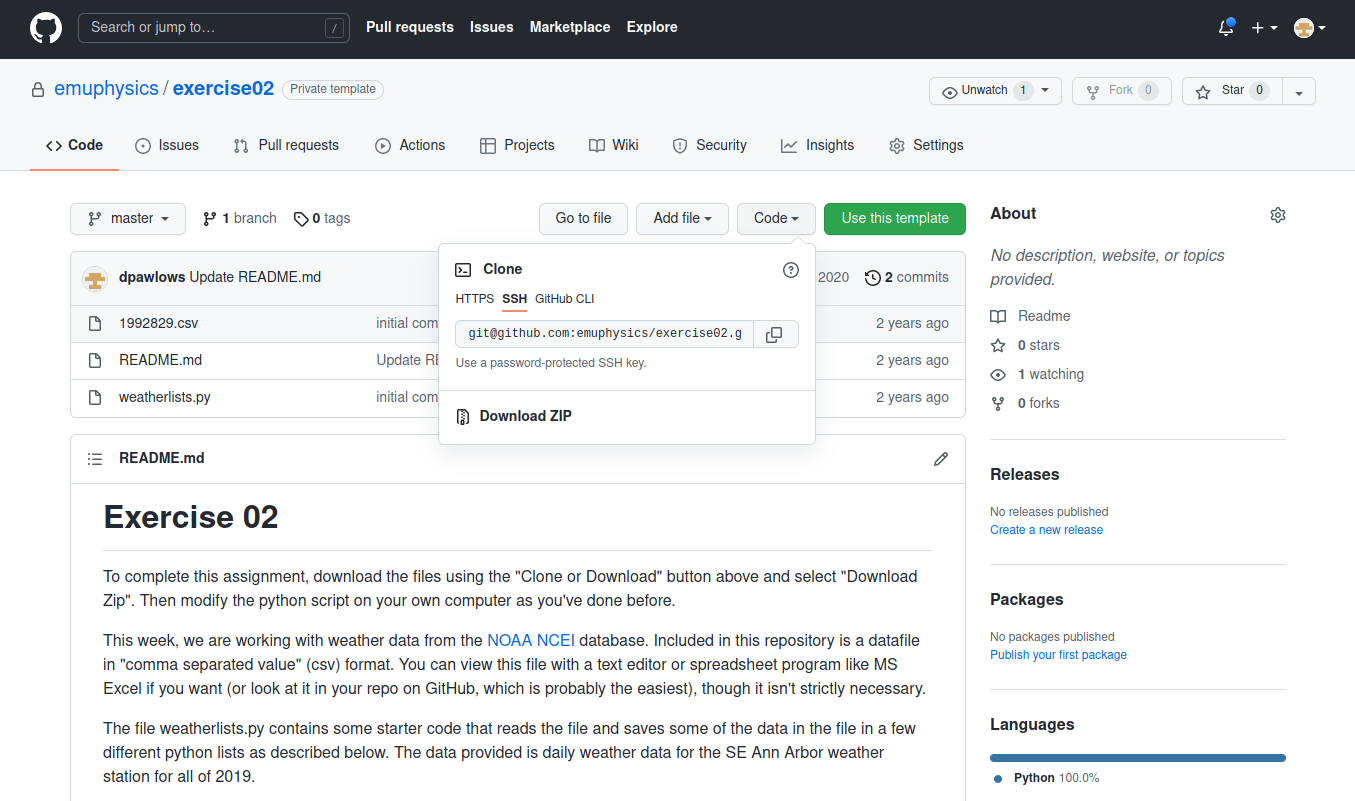 Search or jump to… /
Pull requests Issues Marketplace Explore
emuphysics / exercise02 Private template
Unwatch 1 Fork 0 Star 0
Code Issues Pull requests Actions Projects Wiki Security Insights Settings
master 1 branch 0 tags
Go to file Add file Code Use this template
dpawlows Update README.md
2020 2 commits
1992829.csv initial com 2 years ago
README.md Update RE 2 years ago
weatherlists.py initial com 2 years ago
Clone
HTTPS SSH GitHub CLI
git@github.com:emuphysics/exercise02.g
Use a password-protected SSH key.
Download ZIP
README.md
Exercise 02
To complete this assignment, download the files using the "Clone or Download" button above and select "Download
Zip". Then modify the python script on your own computer as you've done before.
This week, we are working with weather data from the NOAA NCEI database. Included in this repository is a datafile
in "comma separated value" (csv) format. You can view this file with a text editor or spreadsheet program like MS
Excel if you want (or look at it in your repo on GitHub, which is probably the easiest), though it isn't strictly necessary.
The file weatherlists.py contains some starter code that reads the file and saves some of the data in the file in a few
different python lists as described below. The data provided is daily weather data for the SE Ann Arbor weather
station for all of 2019.
About
No description, website, or topics
provided.
Readme
0 stars
1 watching
0 forks
Releases
No releases published
Create a new release
Packages
No packages published
Publish your first package
Languages
Python 100.0%